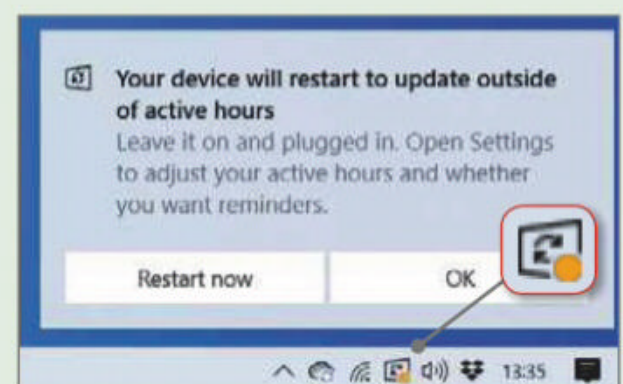 Your device will restart to update outside
of active hours
Leave it on and plugged in. Open Settings
to adjust your active hours and whether
you want reminders.
Restart now OK
13:35